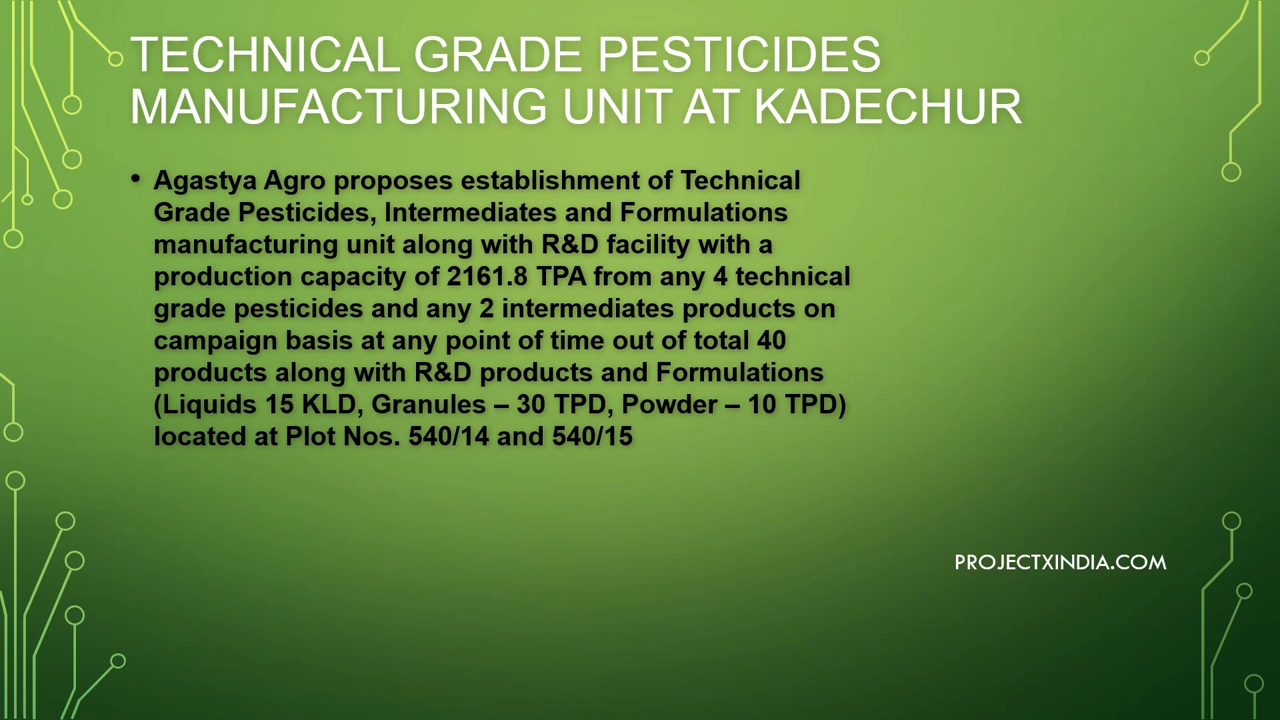 TECHNICAL GRADE PESTICIDES
MANUFACTURING UNIT AT KADECHUR
• Agastya Agro proposes establishment of Technical
Grade Pesticides, Intermediates and Formulations
manufacturing unit along with R&D facility with a
production capacity of 2161.8 TPA from any 4 technical
grade pesticides and any 2 intermediates products on
campaign basis at any point of time out of total 40
products along with R&D products and Formulations
(Liquids 15 KLD, Granules – 30 TPD, Powder – 10 TPD)
located at Plot Nos. 540/14 and 540/15
PROJECTXINDIA.COM